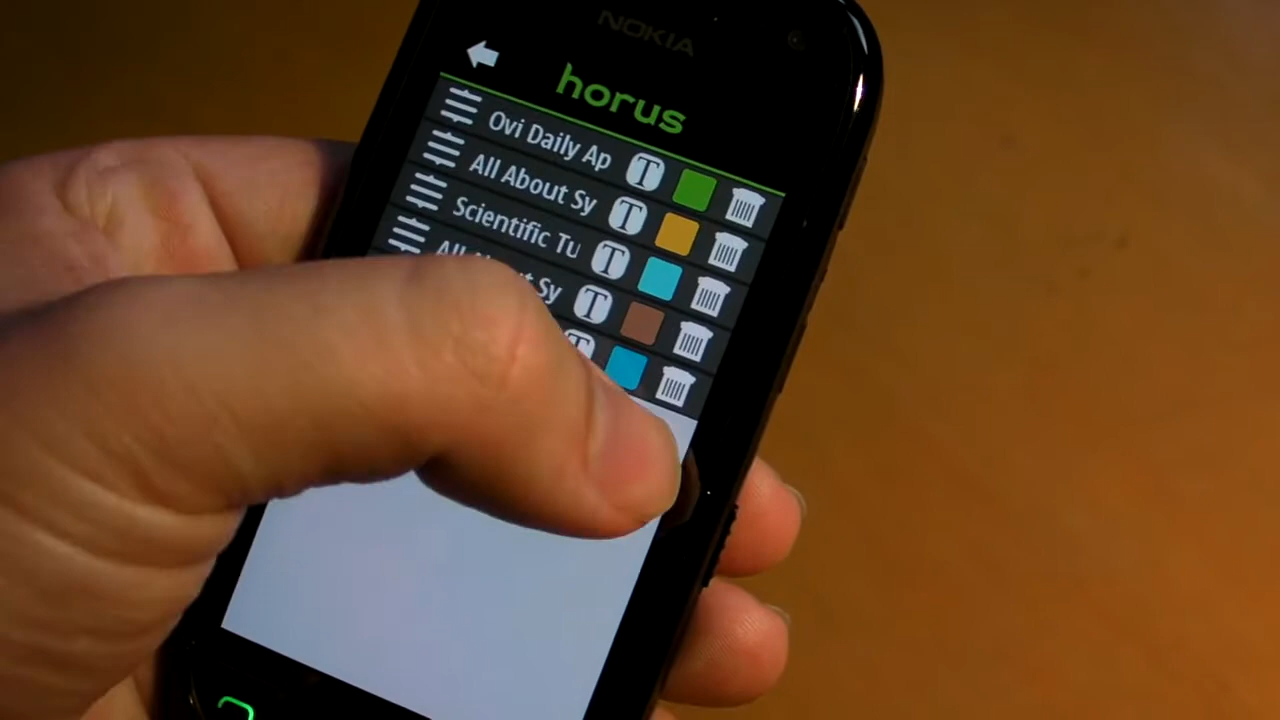 NOKIA
horus
Ovi Daily Ap
T
All About Sy
T
Scientific Tu
T
All About Sy
T
T